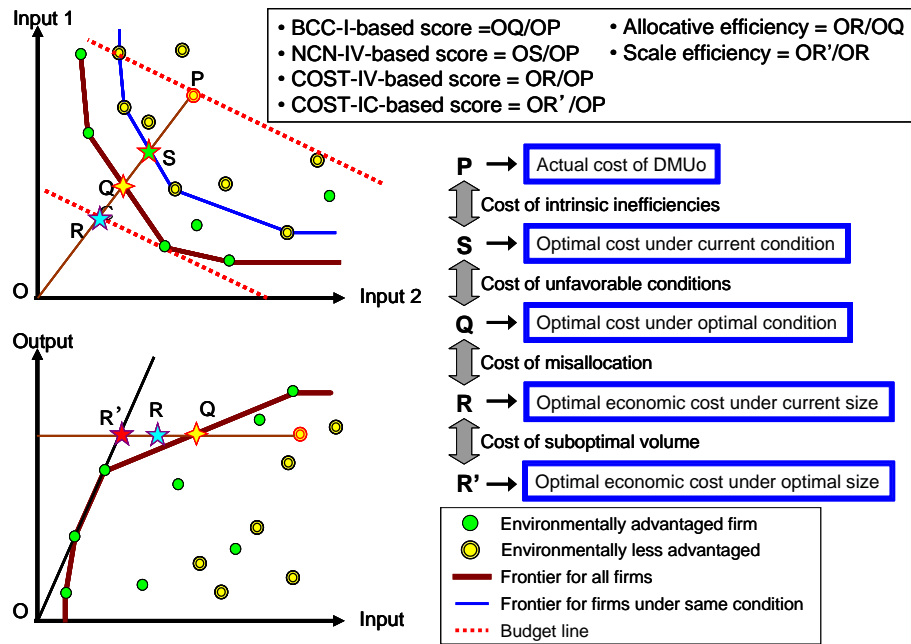 Input 1
• BCC-I-based score =OQ/OP
• NCN-IV-based score = OS/OP
• COST-IV-based score = OR/OP
• COST-IC-based score = OR’/OP
• Allocative efficiency = OR/OQ
• Scale efficiency = OR’/OR
P
S
Q
C
R
O
Input 2
P
Actual cost of DMUo
Cost of intrinsic inefficiencies
S
Optimal cost under current condition
Cost of unfavorable conditions
Q
Optimal cost under optimal condition
Cost of misallocation
R
Optimal economic cost under current size
Cost of suboptimal volume
R’
Optimal economic cost under optimal size
Output
R’
R
Q
O
Input
Environmentally advantaged firm
Environmentally less advantaged
Frontier for all firms
Frontier for firms under same condition
Budget line